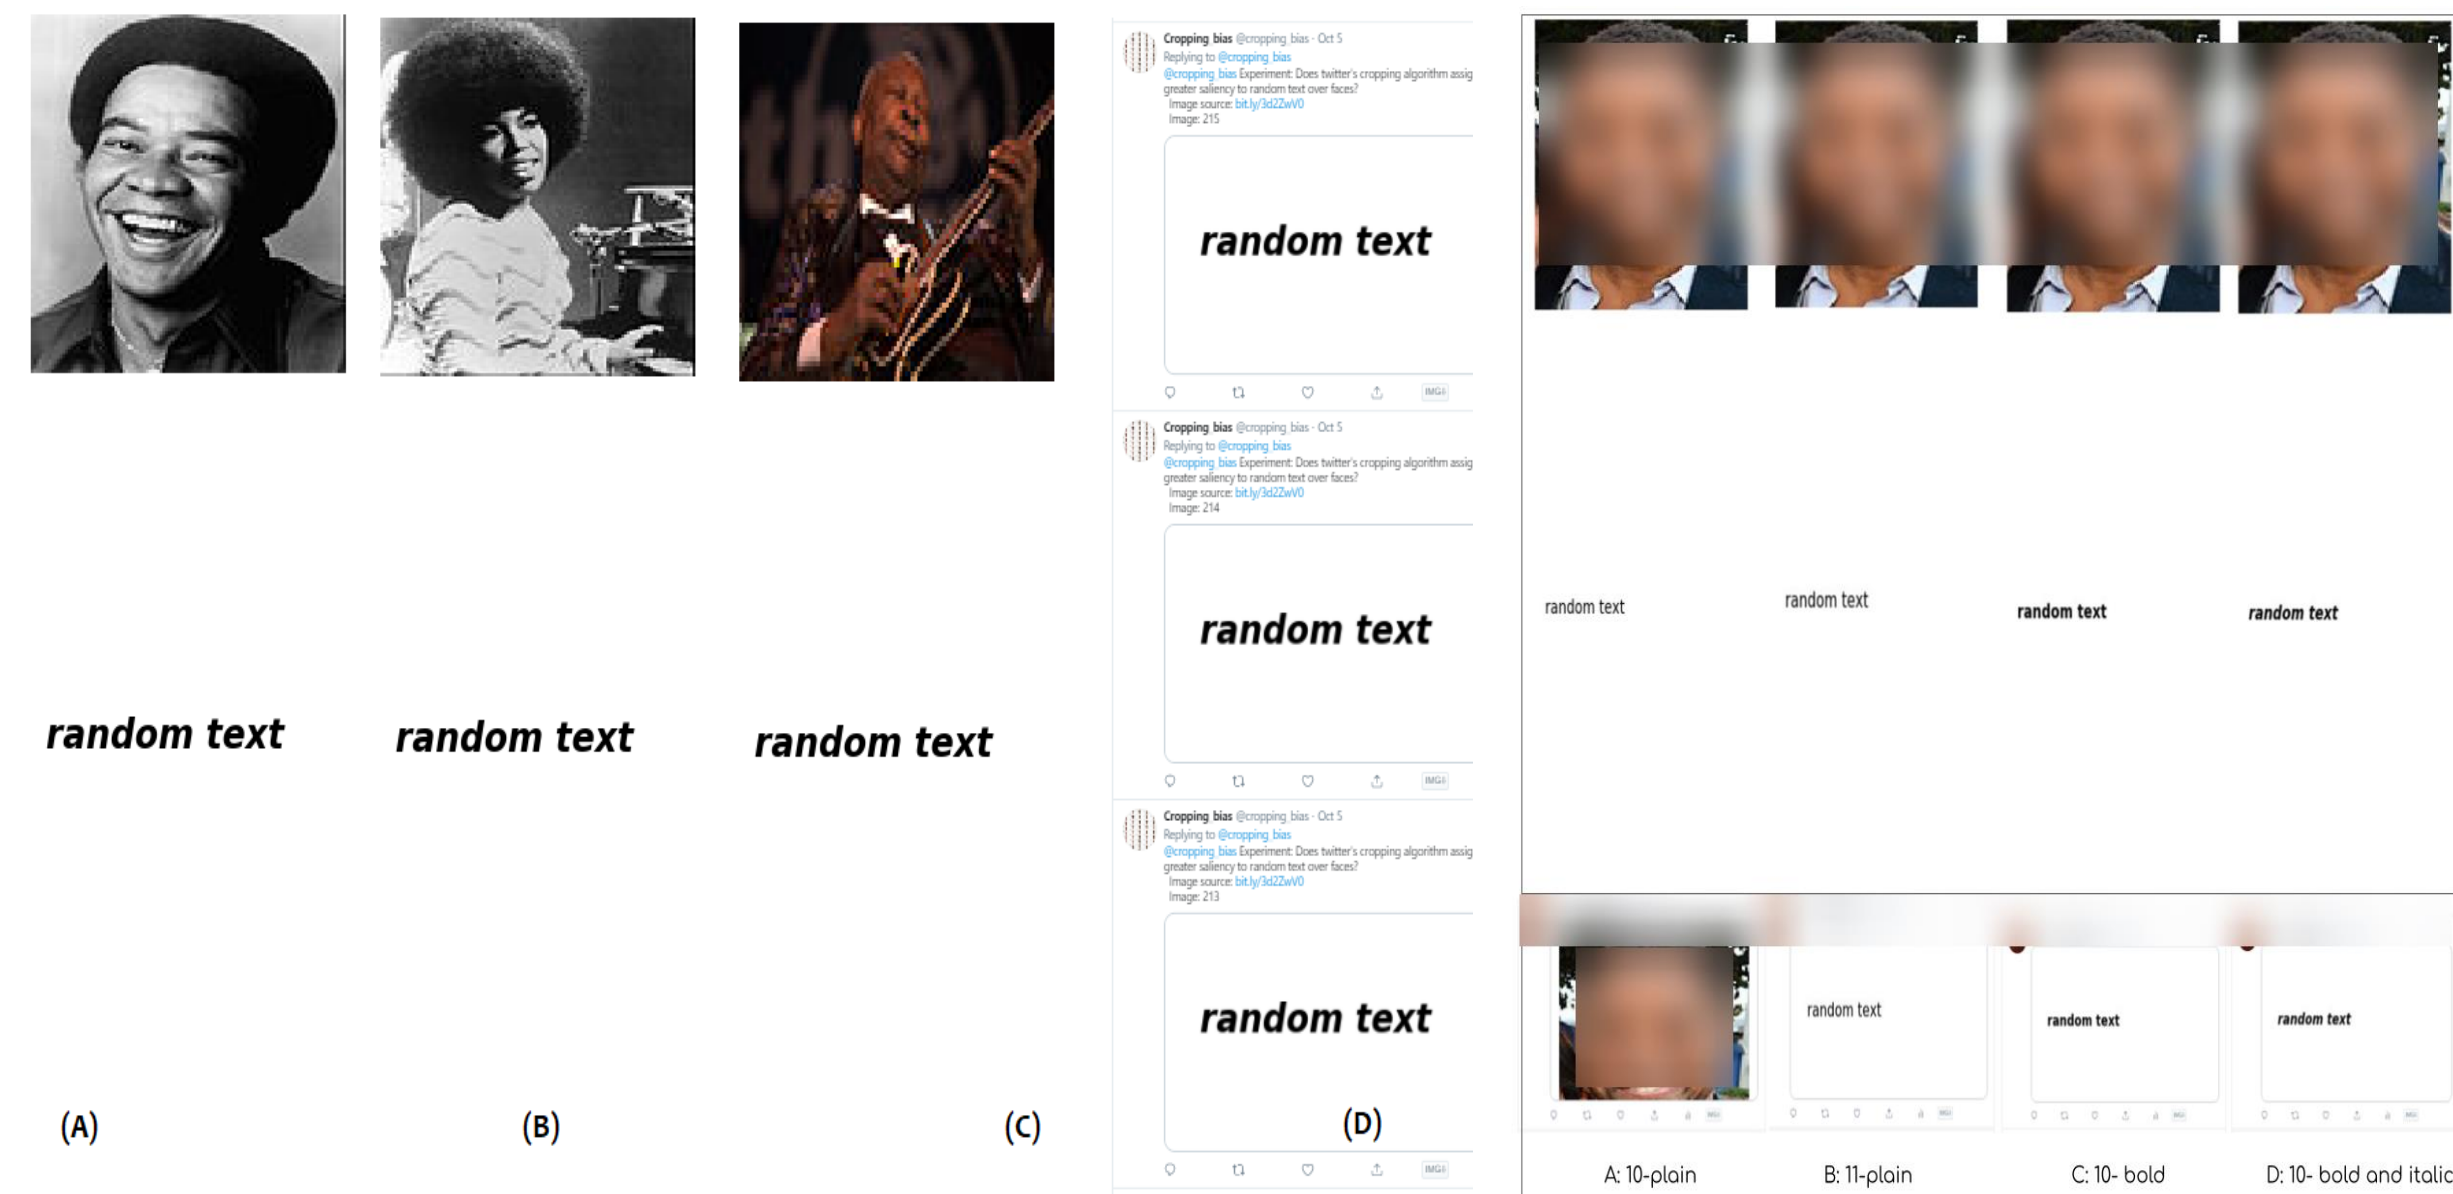 random text
random text
random text
(A)
(B)
(C)
Cropping_bias @cropping_bias · Oct 5
Replying to @cropping_bias
@cropping_bias Experiment: Does twitter's cropping algorithm assig
greater saliency to random text over faces?
Image source: bit.ly/3d2ZwV0
Image: 215
random text
IMG
Cropping_bias @cropping_bias · Oct 5
Replying to @cropping_bias
@cropping_bias Experiment: Does twitter's cropping algorithm assig
greater saliency to random text over faces?
Image source: bit.ly/3d2ZwV0
Image: 214
random text
IMG
Cropping_bias @cropping_bias · Oct 5
Replying to @cropping_bias
@cropping_bias Experiment: Does twitter's cropping algorithm assig
greater saliency to random text over faces?
Image source: bit.ly/3d2ZwV0
Image: 213
random text
(D)
IMG
random text
random text
random text
random text
random text
random text
random text
A: 10-plain
B: 11-plain
C: 10- bold
D: 10- bold and italic